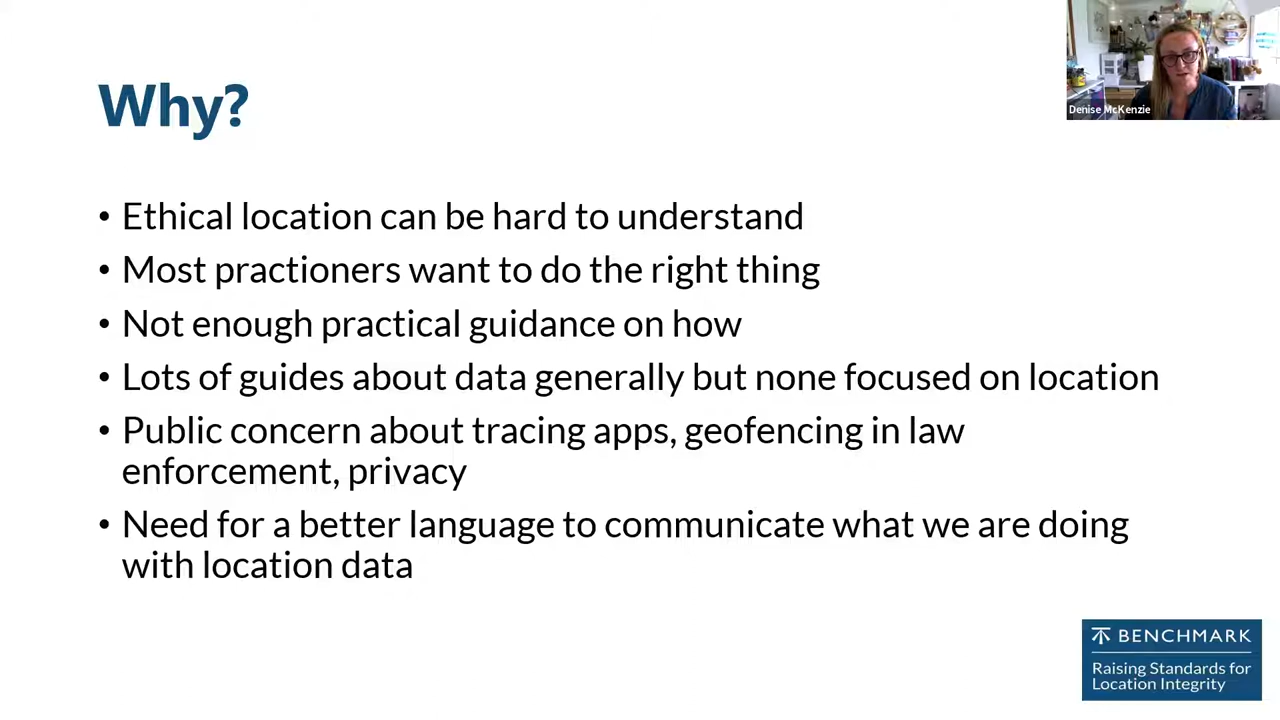 Denise McKenzie
Why?
• Ethical location can be hard to understand
• Most practioners want to do the right thing
• Not enough practical guidance on how
• Lots of guides about data generally but none focused on location
• Public concern about tracing apps, geofencing in law
enforcement, privacy
• Need for a better language to communicate what we are doing
with location data
BENCHMARK
Raising Standards for
Location Integrity